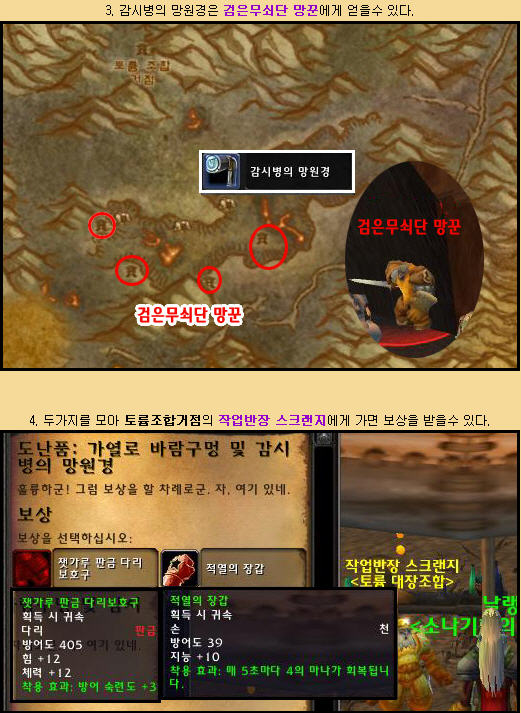 3. 감시병의 망원경은 검은무쇠단 망꾼에게 얻을수 있다.
토륨 조합
거점
감시병의 망원경
검은무쇠단 망꾼
검은무쇠단 망꾼
4. 두가지를 모아 토륨조합거점의 작업반장 스크랜지에게 가면 보상을 받을수 있다.
도난품: 가열로 바람구멍 및 감시
병의 망원경
훌륭하군! 그럼 보상을 할 차례로군. 자, 여기 있네.
보상
보상을 선택하십시오:
잿가루 판금 다리
보호구
적열의 장갑
작업반장 스크랜지
<토륨 대장조합>
잿가루 판금 다리보호구
획득 시 귀속
다리 판금
방어도 405
힘 +12
체력 +12
착용 효과: 방어 숙련도 +3
적열의 장갑
획득 시 귀속
손 천
방어도 39
지능 +10
착용 효과: 매 5초마다 4의 마나가 회복됩니
다.
<소나기